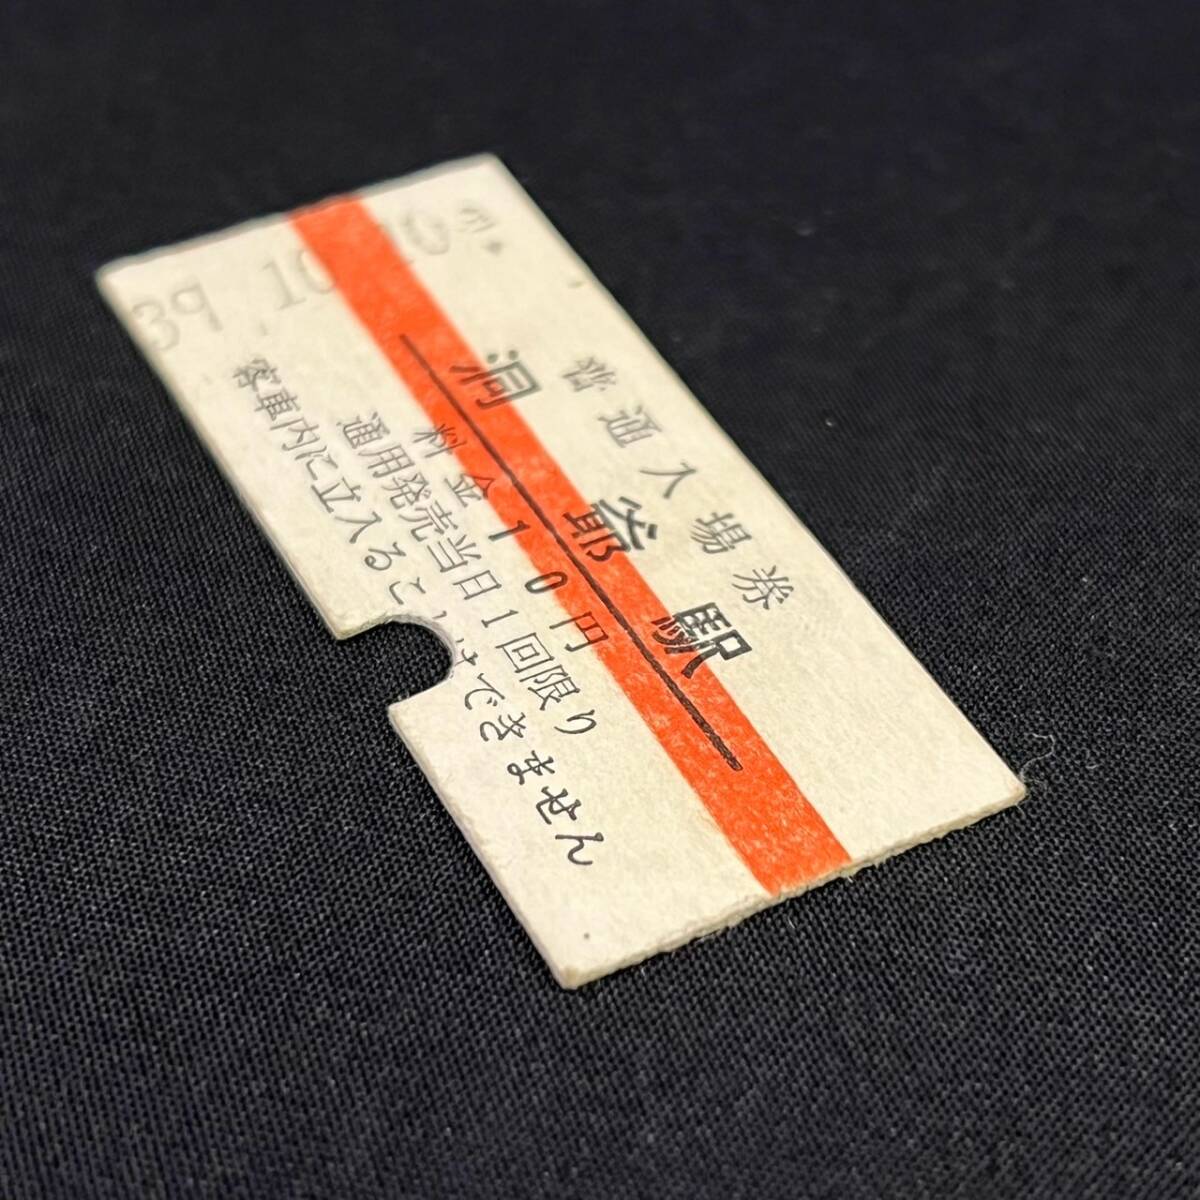 39.10.10
普通入場券
洞爺駅
料金10円
通用発売当日1回限り
客車内に立入ることはできません